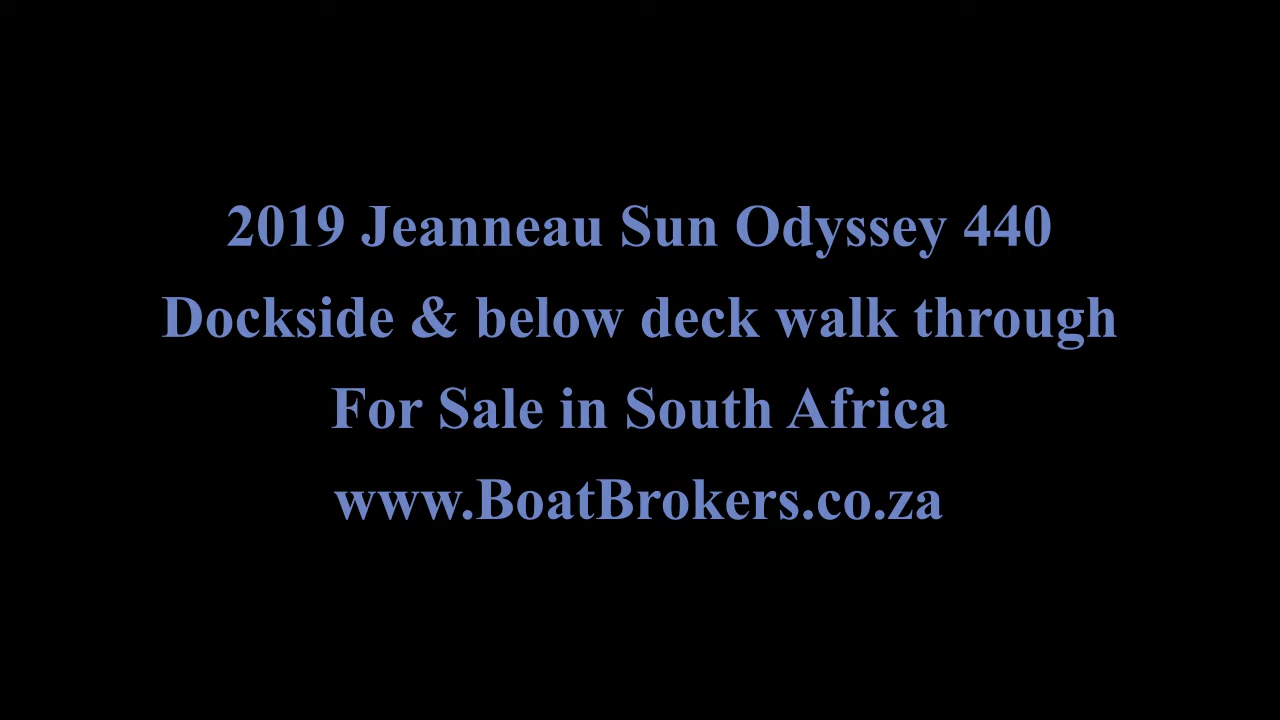 2019 Jeanneau Sun Odyssey 440
Dockside & below deck walk through
For Sale in South Africa
www.BoatBrokers.co.za